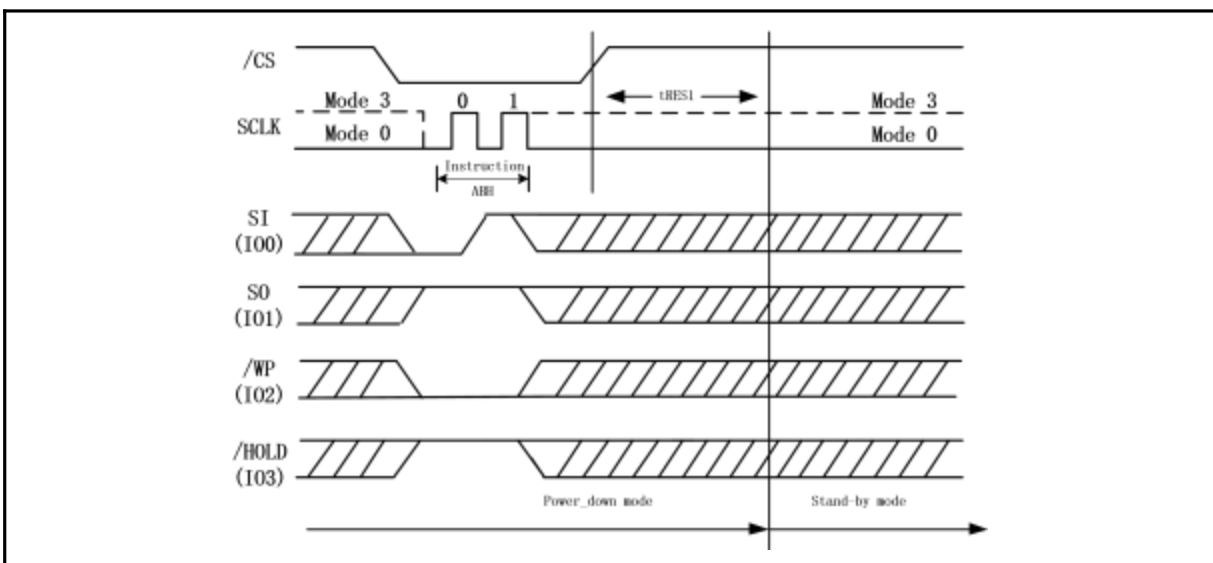 /CS
Mode 3 0 1 tRES1 Mode 3
SCLK
Mode 0 Mode 0
Instruction
ABH
SI
(IO0)
SO
(IO1)
/WP
(IO2)
/HOLD
(IO3)
Power_down mode Stand-by mode